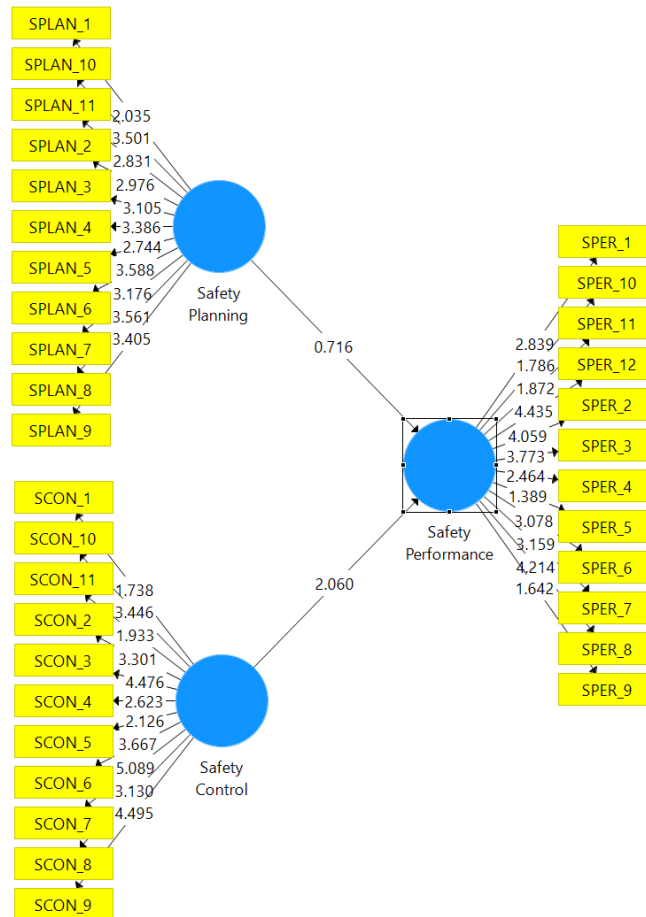 SPLAN_1
SPLAN_10
SPLAN_11
SPLAN_2
SPLAN_3
SPLAN_4
SPLAN_5
SPLAN_6
SPLAN_7
SPLAN_8
SPLAN_9
2.035
3.501
2.831
2.976
3.105
3.386
2.744
3.588
3.176
3.561
3.405
Safety
Planning
0.716
SCON_1
SCON_10
SCON_11
SCON_2
SCON_3
SCON_4
SCON_5
SCON_6
SCON_7
SCON_8
SCON_9
1.738
3.446
1.933
3.301
4.476
2.623
2.126
3.667
5.089
3.130
4.495
Safety
Control
2.060
Safety
Performance
2.839
1.786
1.872
4.435
4.059
3.773
2.464
1.389
3.078
3.159
4.214
1.642
SPER_1
SPER_10
SPER_11
SPER_12
SPER_2
SPER_3
SPER_4
SPER_5
SPER_6
SPER_7
SPER_8
SPER_9